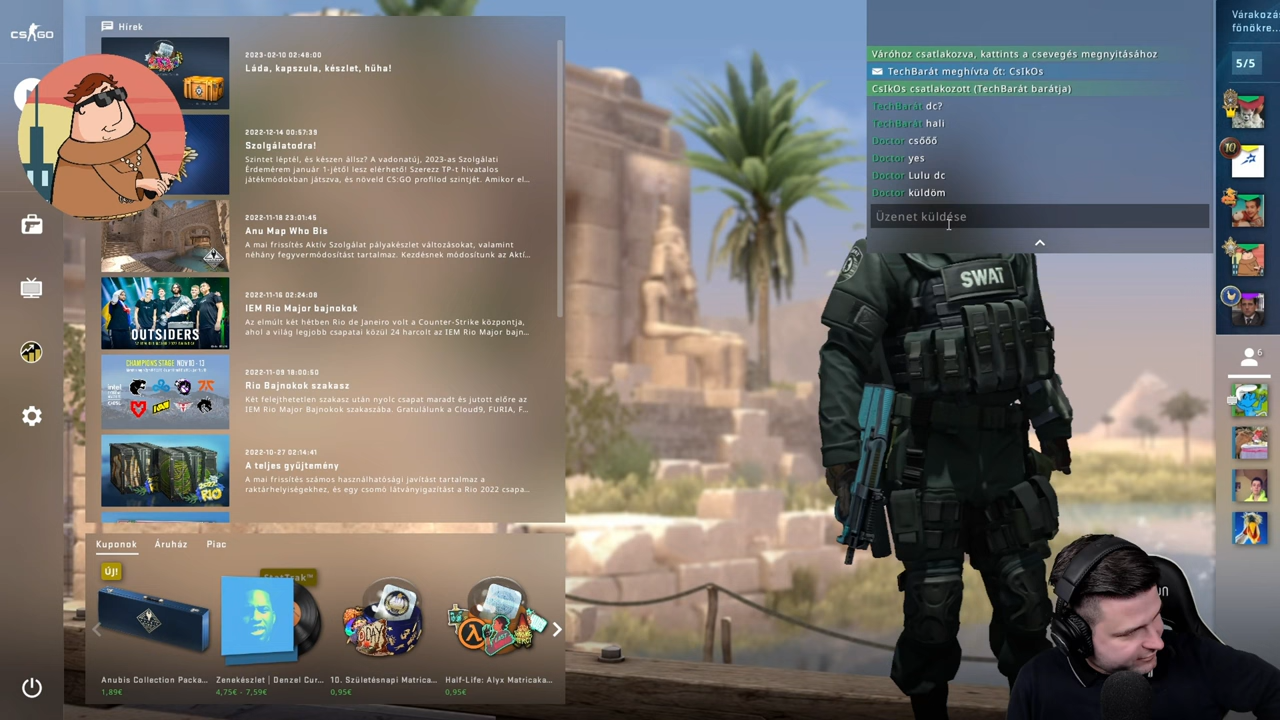 CS GO
Hírek
2023-02-10 02:48:00
Láda, kapszula, készlet, hűha!
2022-12-14 00:57:39
Szolgálatodra!
Szintet léptél, és készen állsz? A vadonatúj, 2023-as Szolgálati
Érdemérem január 1-jétől lesz elérhető! Szerezz TP-t hivatalos
játékmódokban játszva, és növeld CS:GO profilod szintjét. Amikor el...
2022-11-18 23:01:45
Anu Map Who Bis
A mai frissítés Aktív Szolgálat pályakészlet változásokat, valamint
néhány fegyvermódosítást tartalmaz. Kezdésnek módosítunk az Aktí...
OUTSIDERS
2022-11-16 02:24:08
IEM Rio Major bajnokok
Az elmúlt két hétben Rio de Janeiro volt a Counter-Strike központja,
ahol a világ legjobb csapatai közül 24 harcolt az IEM Rio Major bajn...
CHAMPIONS STAGE NOV 10 - 13
intel
2022-11-09 18:00:50
Rio Bajnokok szakasz
Két felejthetetlen szakasz után nyolc csapat maradt és jutott előre az
IEM Rio Major Bajnokok szakaszába. Gratulálunk a Cloud9, FURIA, F...
RIO
2022-10-27 02:14:41
A teljes gyűjtemény
A mai frissítés számos használhatósági javítást tartalmaz a
raktárhelyiségekhez, és egy csomó látványigazítást a Rio 2022 csapa...
Kuponok Áruház Piac
Új!
StatTrak™
Anubis Collection Packa...
1,89€
Zenekészlet | Denzel Cur...
4,75€ - 7,59€
10. Születésnapi Matrica...
0,95€
Half-Life: Alyx Matricaka...
0,95€
Váróhoz csatlakozva, kattints a csevegés megnyitásához
TechBarát meghívta őt: CsIkOs
CsIkOs csatlakozott (TechBarát barátja)
TechBarát dc?
TechBarát hali
Doctor csőőő
Doctor yes
Doctor Lulu dc
Doctor küldöm
Üzenet küldése
SWAT
Várakozá
főnökre...
5/5
10
6